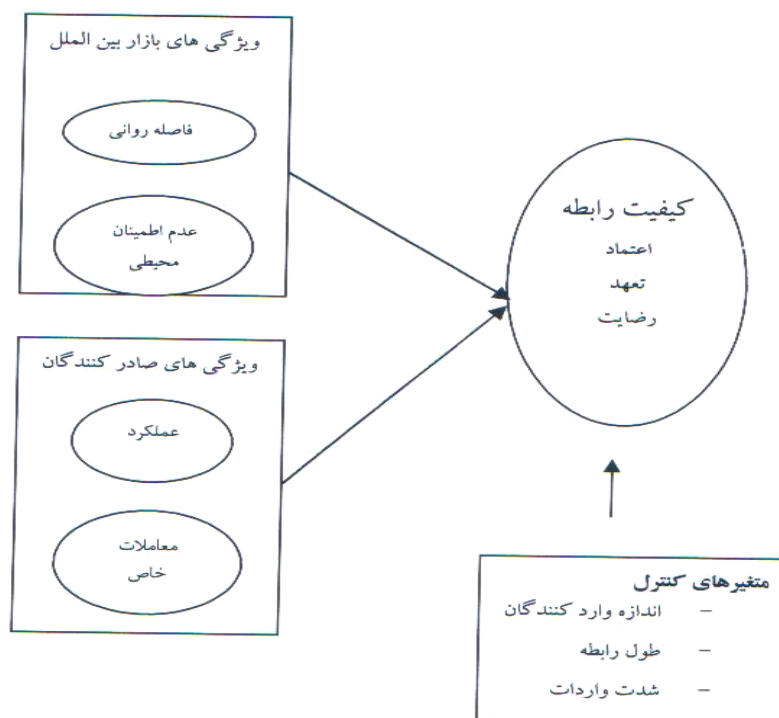 ویژگی های بازار بین الملل
فاصله روانی
عدم اطمینان
محیطی
کیفیت رابطه
اعتماد
تعهد
رضایت
ویژگی های صادر کنندگان
عملکرد
معاملات
خاص
متغیرهای کنترل
- اندازه وارد کنندگان
- طول رابطه
- شدت واردات